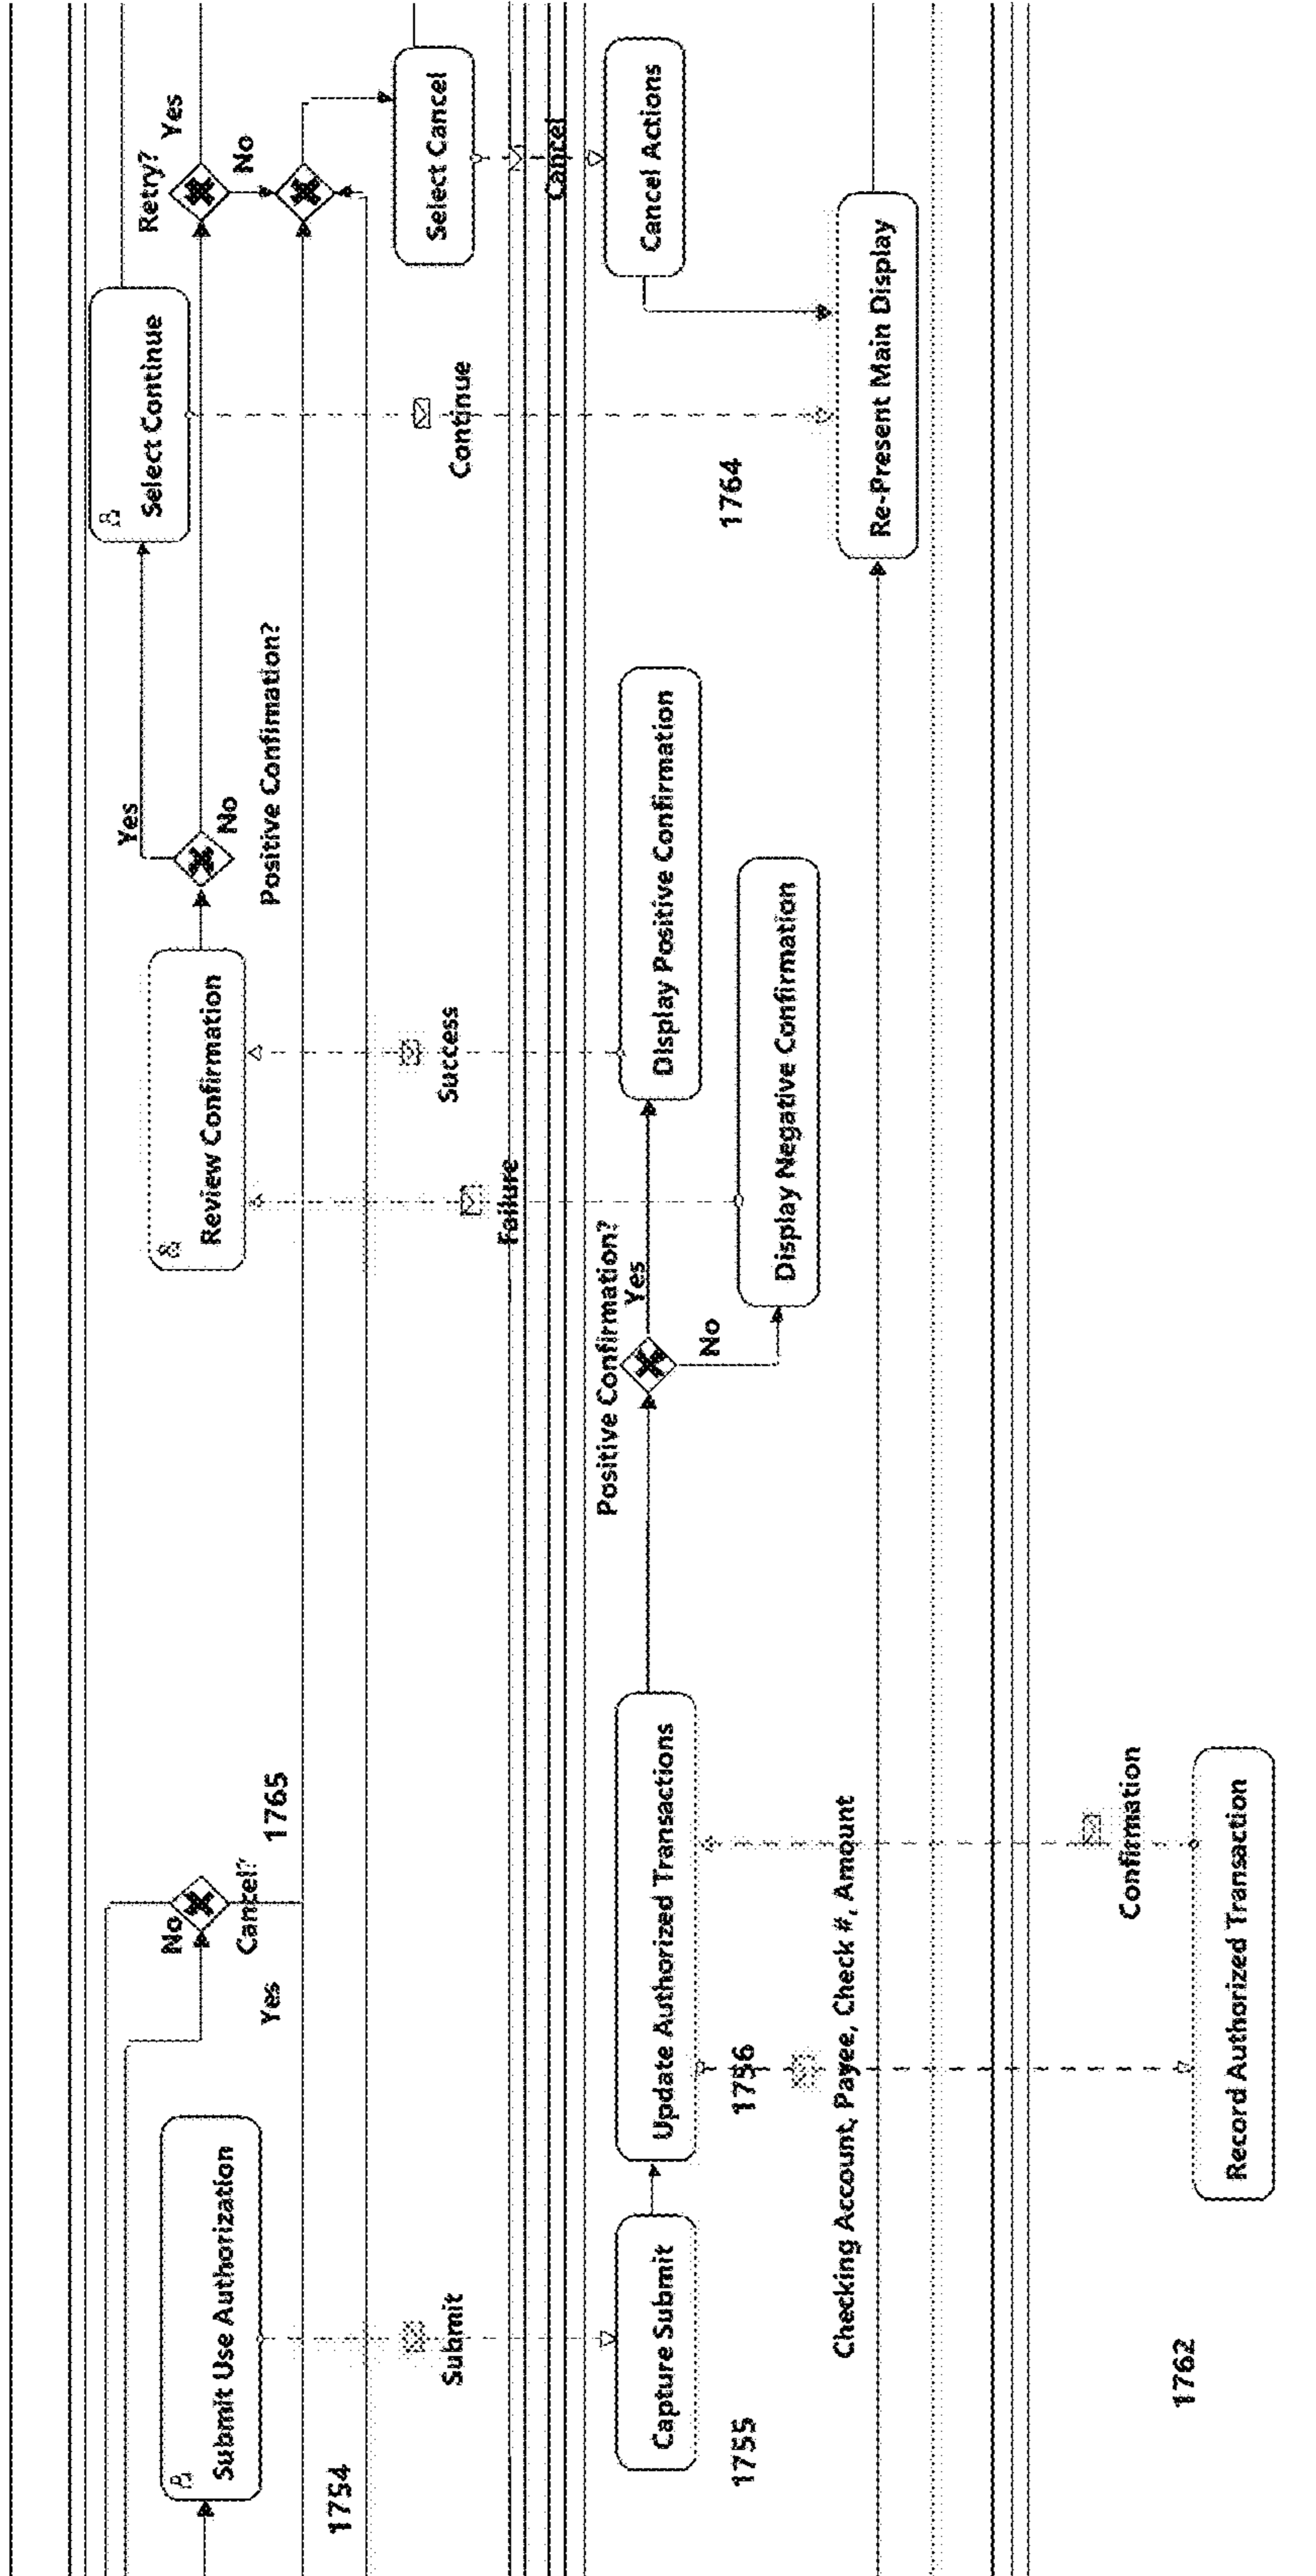 Submit Use Authorization
1754
No
Cancel?
Yes
1765
Review Confirmation
Yes
No
Positive Confirmation?
Select Continue
Retry?
Yes
No
Select Cancel
Submit
Failure
Success
Continue
Cancel
Capture Submit
1755
Update Authorized Transactions
1756
Checking Account, Payee, Check #, Amount
Positive Confirmation?
Yes
No
Display Positive Confirmation
Display Negative Confirmation
Cancel Actions
1764
Re-Present Main Display
1762
Record Authorized Transaction
Confirmation